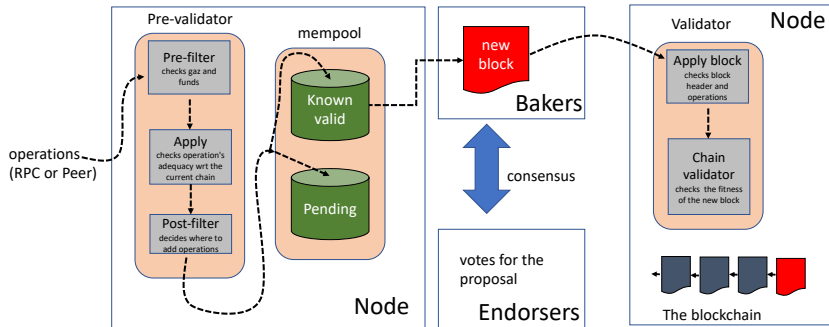 Pre-validator
Pre-filter
checks gaz and
funds
Apply
checks operation's
adequacy wrt the
current chain
Post-filter
decides where to
add operations
operations
(RPC or Peer)
mempool
Known
valid
Pending
Node
new
block
Bakers
consensus
votes for the
proposal
Endorsers
Node
Validator
Apply block
checks block
header and
operations
Chain
validator
checks the fitness
of the new block
The blockchain